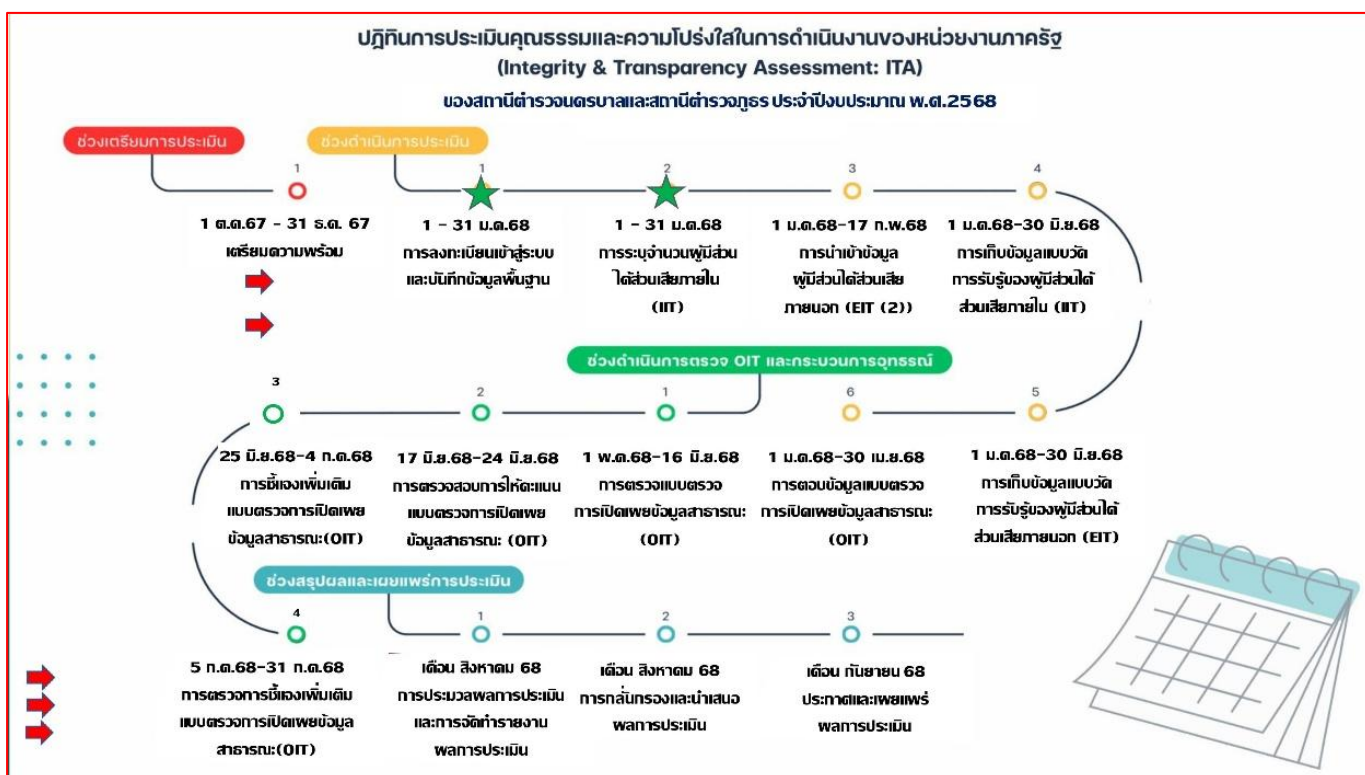 ปฏิทินการประเมินคุณธรรมและความโปร่งใสในการดำเนินงานของหน่วยงานภาครัฐ
(Integrity & Transparency Assessment: ITA)
ของสถานีตำรวจนครบาลและสถานีตำรวจภูธร ประจำปีงบประมาณ พ.ศ.2568
ช่วงเตรียมการประเมิน
1
1 ต.ค.67 - 31 ธ.ค. 67
เตรียมความพร้อม
ช่วงดำเนินการประเมิน
1
1 - 31 ม.ค.68
การลงทะเบียนเข้าสู่ระบบ
และบันทึกข้อมูลพื้นฐาน
2
1 - 31 ม.ค.68
การระบุจำนวนผู้มีส่วน
ได้ส่วนเสียภายใน
(IIT)
3
1 ม.ค.68-17 ก.พ.68
การนำเข้าข้อมูล
ผู้มีส่วนได้ส่วนเสีย
ภายนอก (EIT (2))
4
1 ม.ค.68-30 มิ.ย.68
การเก็บข้อมูลแบบวัด
การรับรู้ของผู้มีส่วนได้
ส่วนเสียภายใน (IIT)
5
1 ม.ค.68-30 มิ.ย.68
การเก็บข้อมูลแบบวัด
การรับรู้ของผู้มีส่วนได้
ส่วนเสียภายนอก (EIT)
6
1 ม.ค.68-30 เม.ย.68
การตอบข้อมูลแบบตรวจ
การเปิดเผยข้อมูลสาธารณะ
(OIT)
ช่วงดำเนินการตรวจ OIT และกระบวนการอุทธรณ์
1
1 พ.ค.68-16 มิ.ย.68
การตรวจแบบตรวจ
การเปิดเผยข้อมูลสาธารณะ
(OIT)
2
17 มิ.ย.68-24 มิ.ย.68
การตรวจสอบการให้คะแนน
แบบตรวจการเปิดเผย
ข้อมูลสาธารณะ (OIT)
3
25 มิ.ย.68-4 ก.ค.68
การชี้แจงเพิ่มเติม
แบบตรวจการเปิดเผย
ข้อมูลสาธารณะ(OIT)
4
5 ก.ค.68-31 ก.ค.68
การตรวจการชี้แจงเพิ่มเติม
แบบตรวจการเปิดเผยข้อมูล
สาธารณะ(OIT)
ช่วงสรุปผลและเผยแพร่การประเมิน
1
เดือน สิงหาคม 68
การประมวลผลการประเมิน
และการจัดทำรายงาน
ผลการประเมิน
2
เดือน สิงหาคม 68
การกลั่นกรองและนำเสนอ
ผลการประเมิน
3
เดือน กันยายน 68
ประกาศและเผยแพร่
ผลการประเมิน